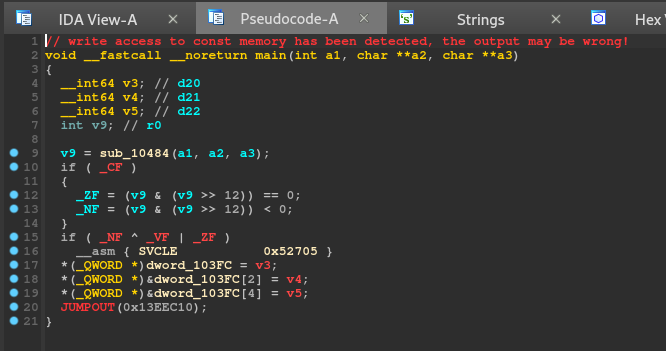 IDA View-A Pseudocode-A Strings Hex
1 // write access to const memory has been detected, the output may be wrong!
2 void __fastcall __noreturn main(int a1, char **a2, char **a3)
3 {
4   __int64 v3; // d20
5   __int64 v4; // d21
6   __int64 v5; // d22
7   int v9; // r0
8
9   v9 = sub_10484(a1, a2, a3);
10   if ( _CF )
11   {
12     _ZF = (v9 & (v9 >> 12)) == 0;
13     _NF = (v9 & (v9 >> 12)) < 0;
14   }
15   if ( _NF ^ _VF | _ZF )
16     __asm { SVCLE           0x52705 }
17   *(_QWORD *)dword_103FC = v3;
18   *(_QWORD *)&dword_103FC[2] = v4;
19   *(_QWORD *)&dword_103FC[4] = v5;
20   JUMPOUT(0x13EEC10);
21 }